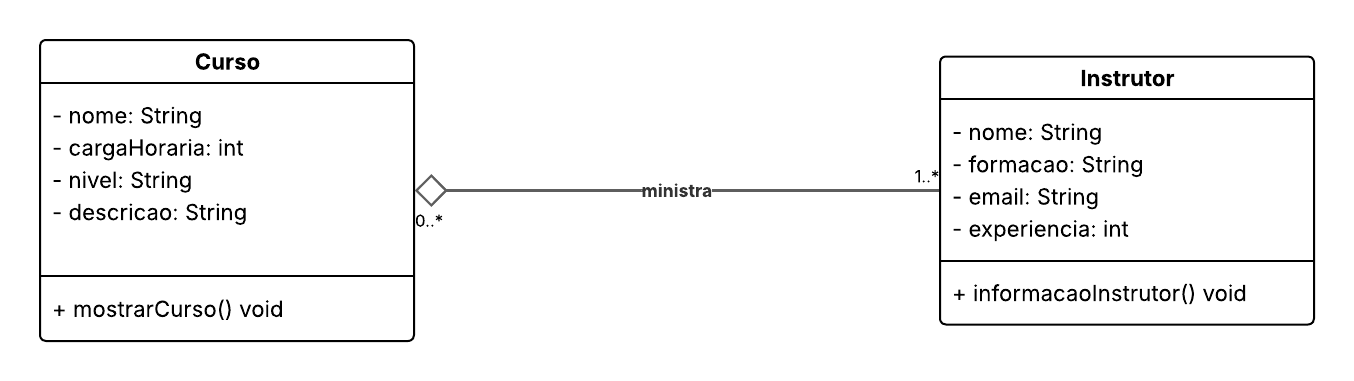 Curso
- nome: String
- cargaHoraria: int
- nivel: String
- descricao: String
+ mostrarCurso() void
0..*
ministra
1..*
Instrutor
- nome: String
- formacao: String
- email: String
- experiencia: int
+ informacaoInstrutor() void